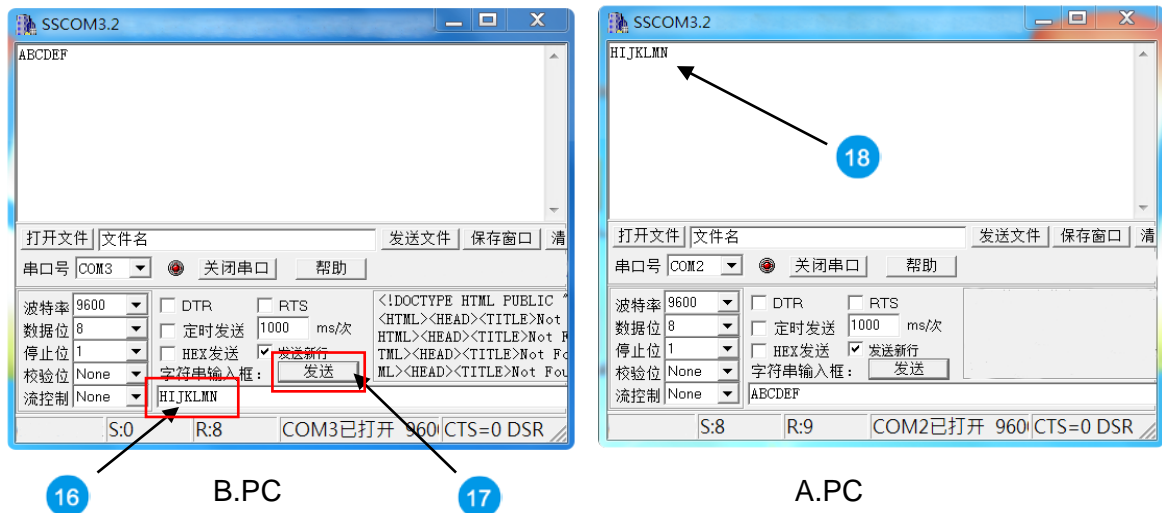 SSCOM3.2
ABCDEF
打开文件 文件名 发送文件 保存窗口 清
串口号 COM3 关闭串口 帮助
波特率 9600 DTR RTS
数据位 8 定时发送 1000 ms/次
停止位 1 HEX发送 发送新行
校验位 None 字符串输入框: 发送
流控制 None HIJKLMN
<!DOCTYPE HTML PUBLIC "
<HTML><HEAD><TITLE>Not
HTML><HEAD><TITLE>Not F
TML><HEAD><TITLE>Not Fo
ML><HEAD><TITLE>Not Fou
S:0 R:8 COM3已打开 960 CTS=0 DSR
16
B.PC
17
SSCOM3.2
HIJKLMN
18
打开文件 文件名 发送文件 保存窗口 清
串口号 COM2 关闭串口 帮助
波特率 9600 DTR RTS
数据位 8 定时发送 1000 ms/次
停止位 1 HEX发送 发送新行
校验位 None 字符串输入框: 发送
流控制 None ABCDEF
S:8 R:9 COM2已打开 960 CTS=0 DSR
A.PC